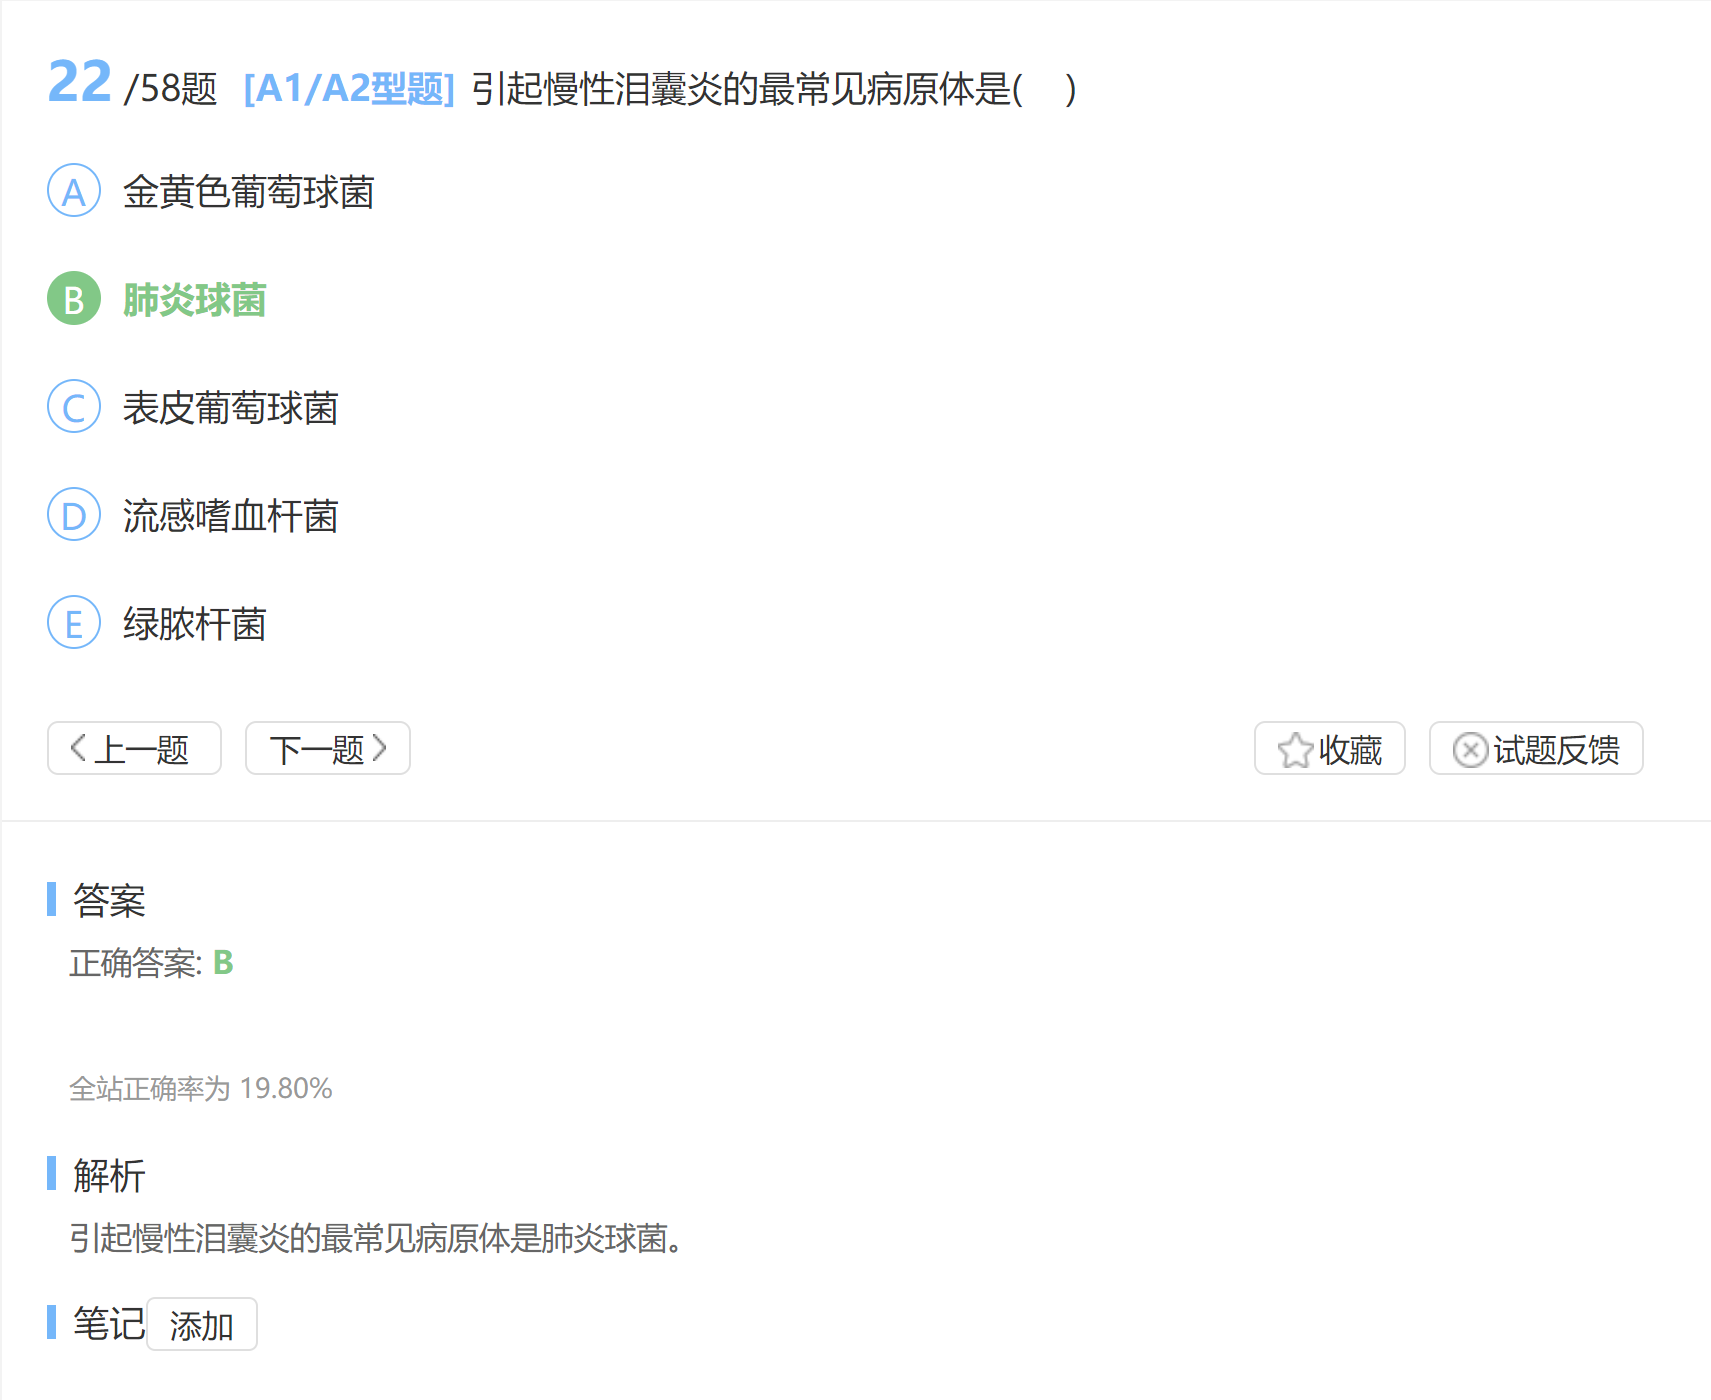 22 /58题 [A1/A2型题] 引起慢性泪囊炎的最常见病原体是( )
A 金黄色葡萄球菌
B 肺炎球菌
C 表皮葡萄球菌
D 流感嗜血杆菌
E 绿脓杆菌
上一题 下一题 收藏 试题反馈
答案
正确答案: B
全站正确率为 19.80%
解析
引起慢性泪囊炎的最常见病原体是肺炎球菌。
笔记 添加